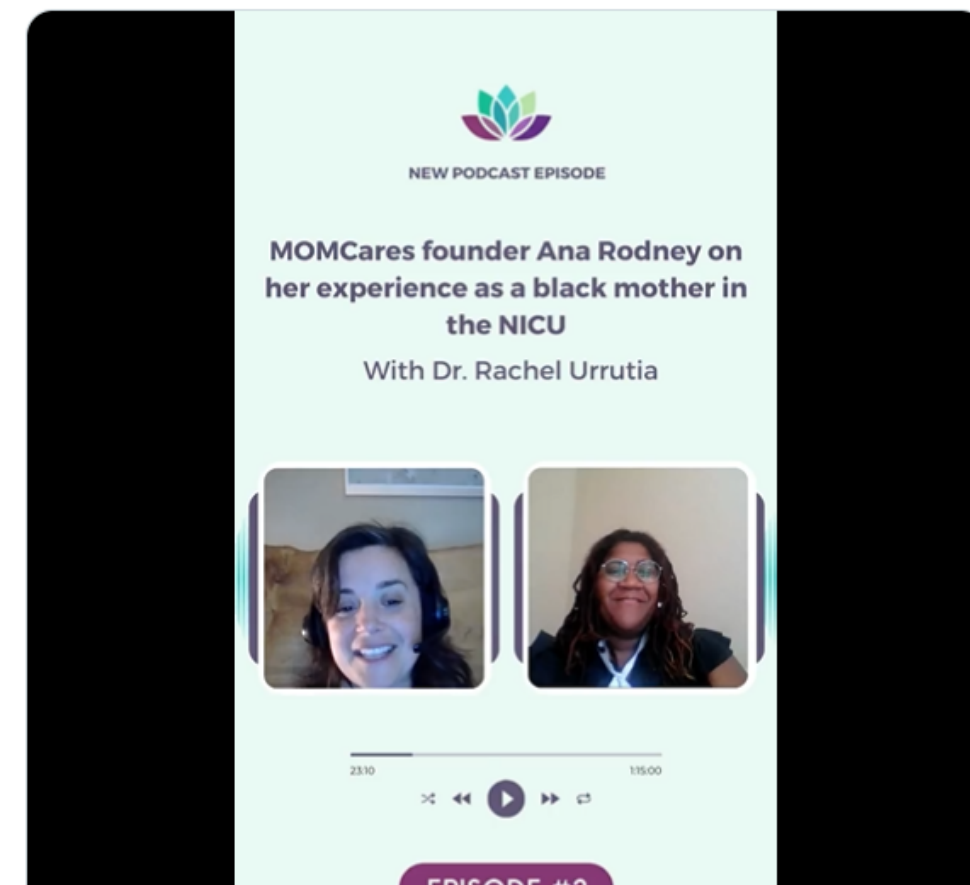 NEW PODCAST EPISODE
MOMCares founder Ana Rodney on
her experience as a black mother in
the NICU
With Dr. Rachel Urrutia
23:10
1:15:00
EPISODE